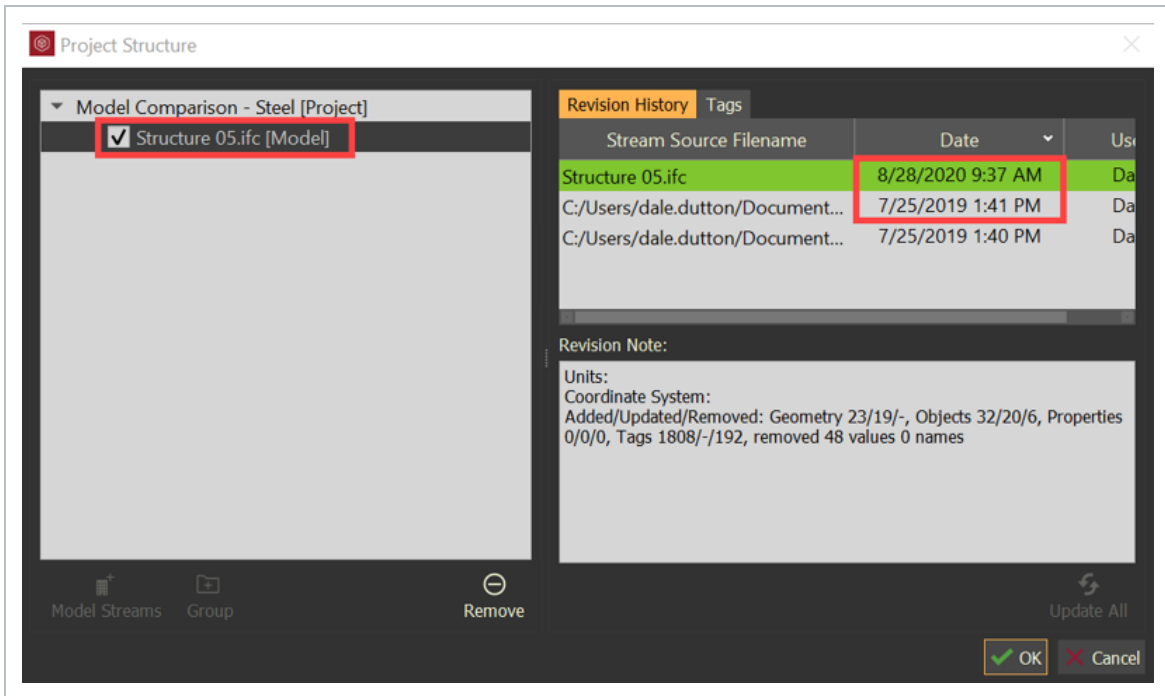 Project Structure
Model Comparison - Steel [Project]
Structure 05.ifc [Model]
Revision History Tags
Stream Source Filename Date
Structure 05.ifc 8/28/2020 9:37 AM Da
C:/Users/dale.dutton/Document... 7/25/2019 1:41 PM Da
C:/Users/dale.dutton/Document... 7/25/2019 1:40 PM Da
Revision Note:
Units:
Coordinate System:
Added/Updated/Removed: Geometry 23/19/-, Objects 32/20/6, Properties
0/0/0, Tags 1808/-/192, removed 48 values 0 names
Model Streams Group Remove
Update All
OK Cancel